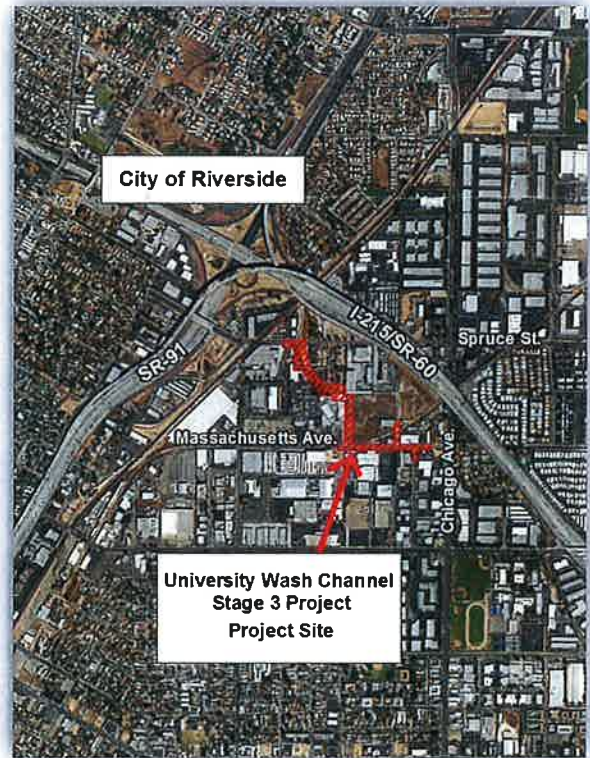 City of Riverside
SR-91
I-215/SR-60
Spruce St.
Massachusetts Ave.
Chicago Ave.
University Wash Channel
Stage 3 Project
Project Site